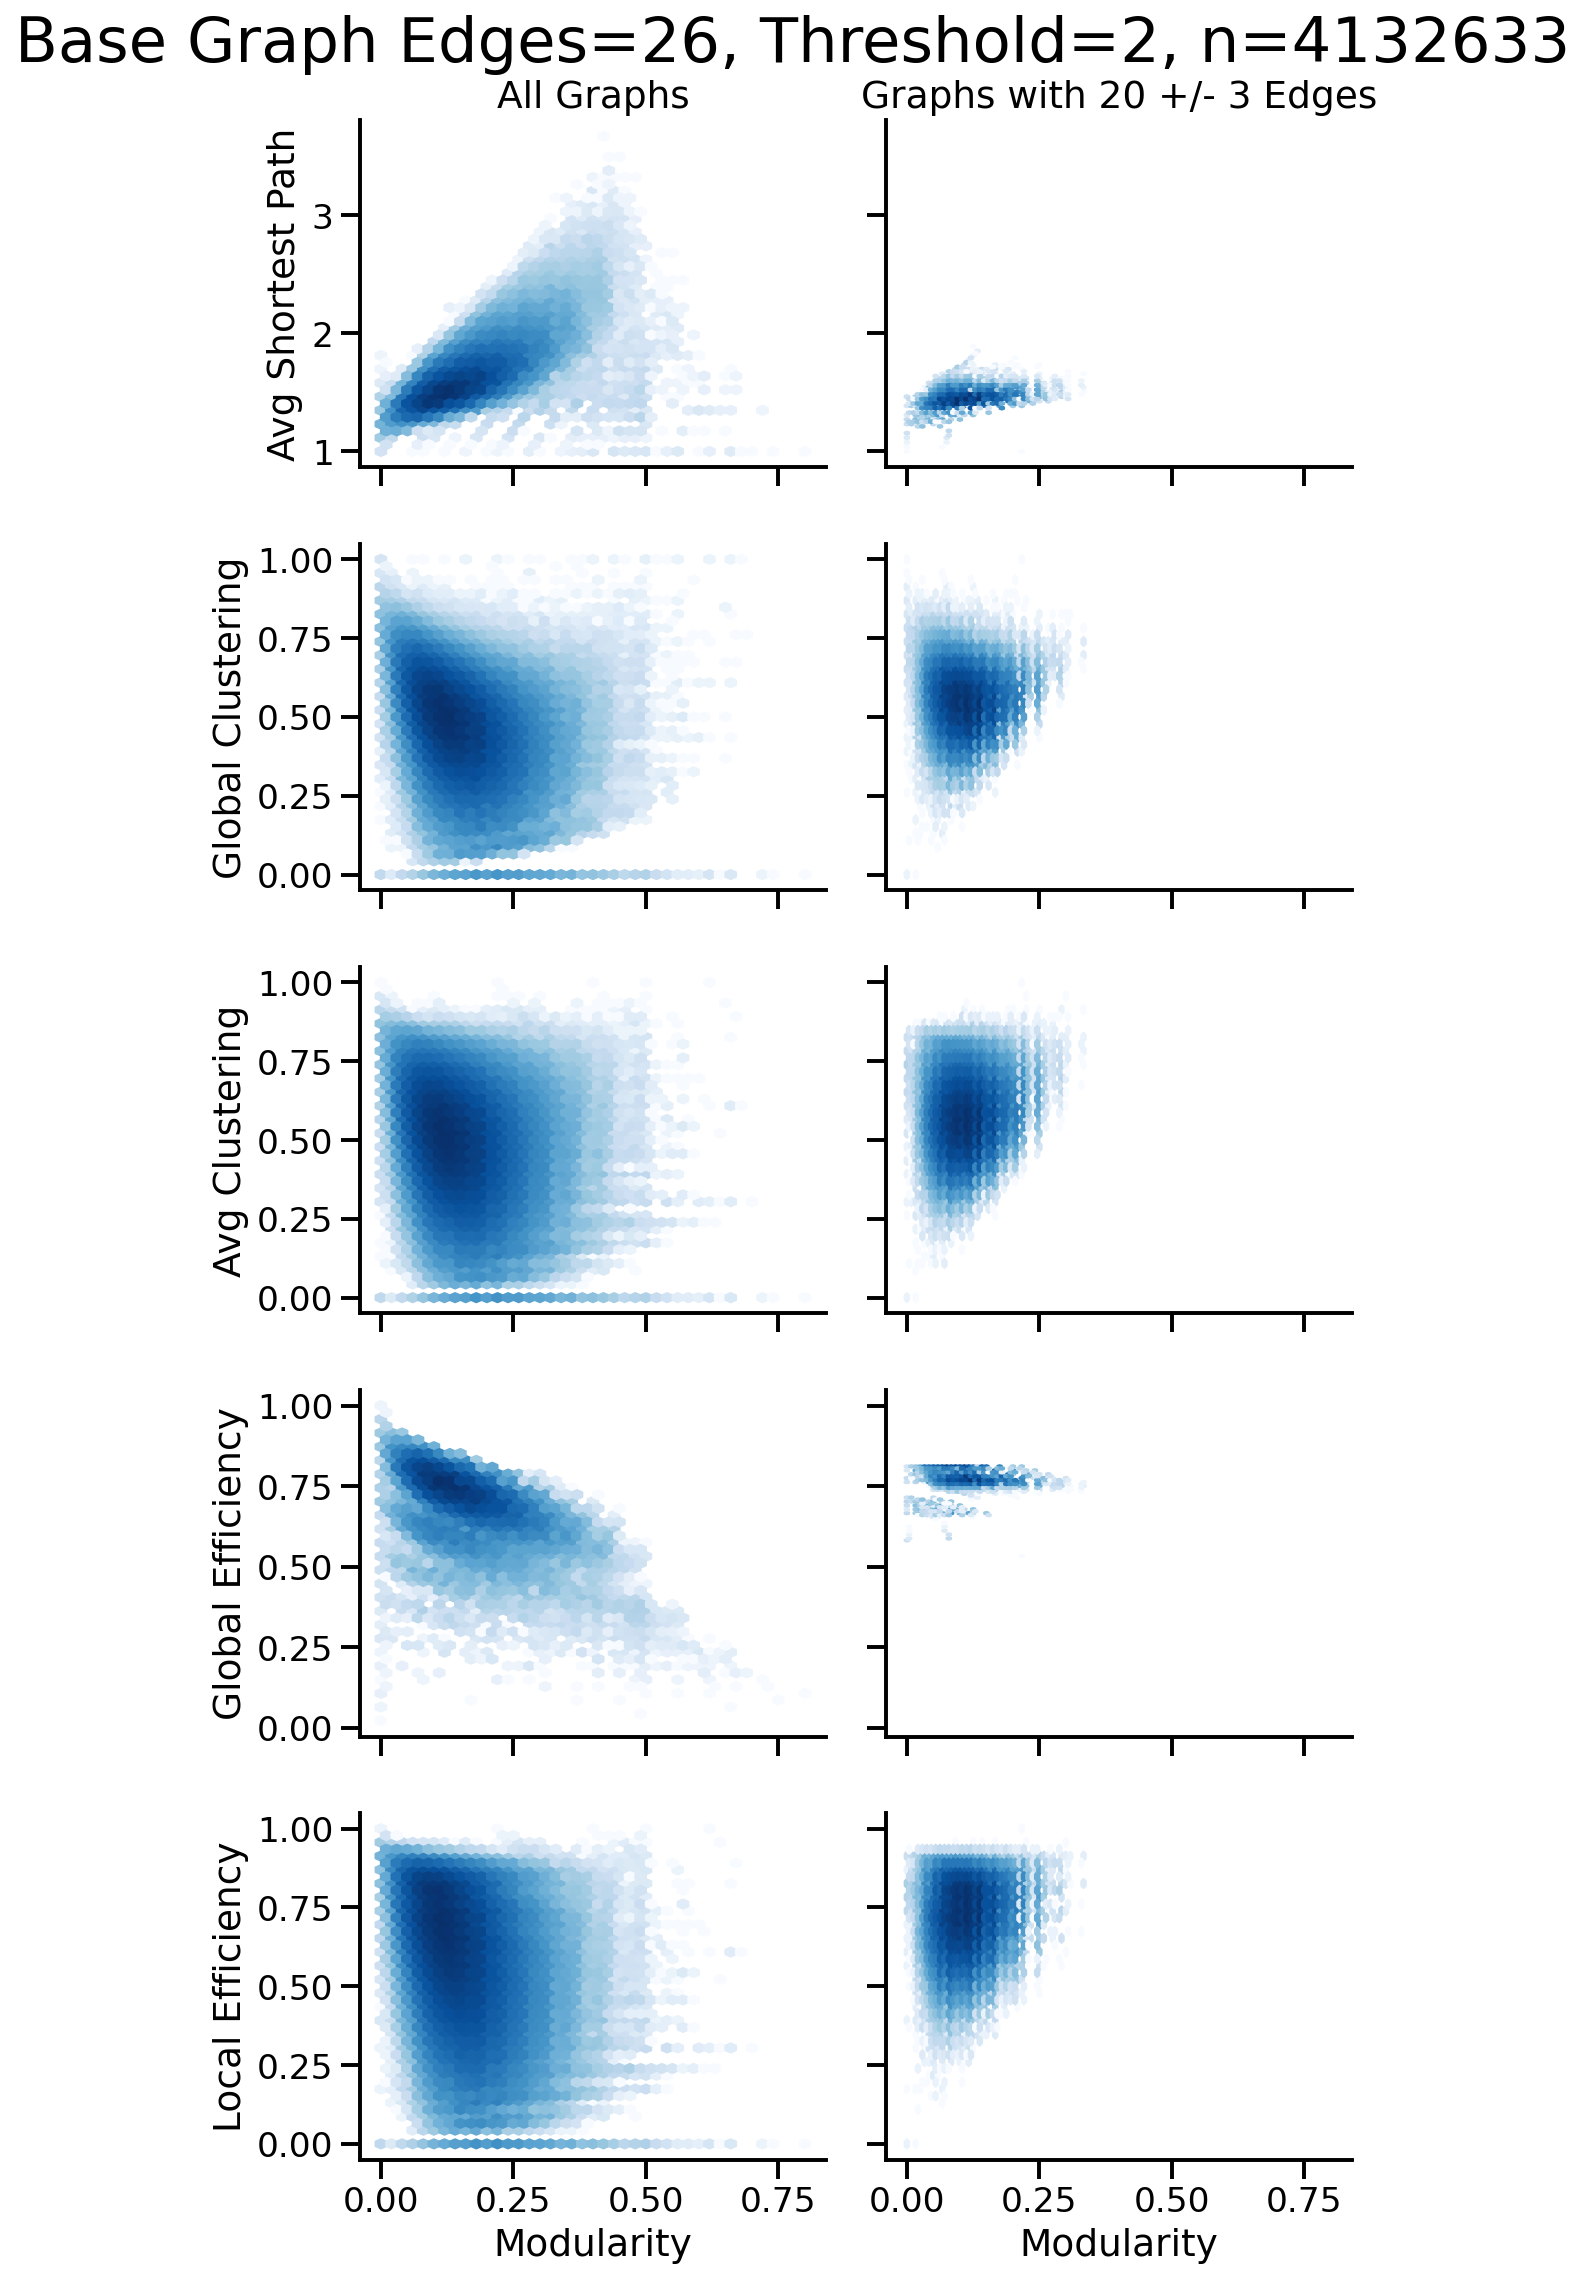 Base Graph Edges=26, Threshold=2, n=4132633
All Graphs
Graphs with 20 +/- 3 Edges
Avg Shortest Path
3
2
1
Global Clustering
1.00
0.75
0.50
0.25
0.00
Avg Clustering
1.00
0.75
0.50
0.25
0.00
Global Efficiency
1.00
0.75
0.50
0.25
0.00
Local Efficiency
1.00
0.75
0.50
0.25
0.00
0.00 0.25 0.50 0.75
Modularity
0.00 0.25 0.50 0.75
Modularity